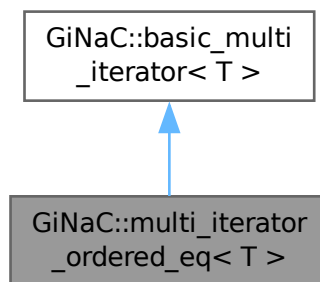 GiNaC::basic_multi
_iterator< T >
GiNaC::multi_iterator
_ordered_eq< T >